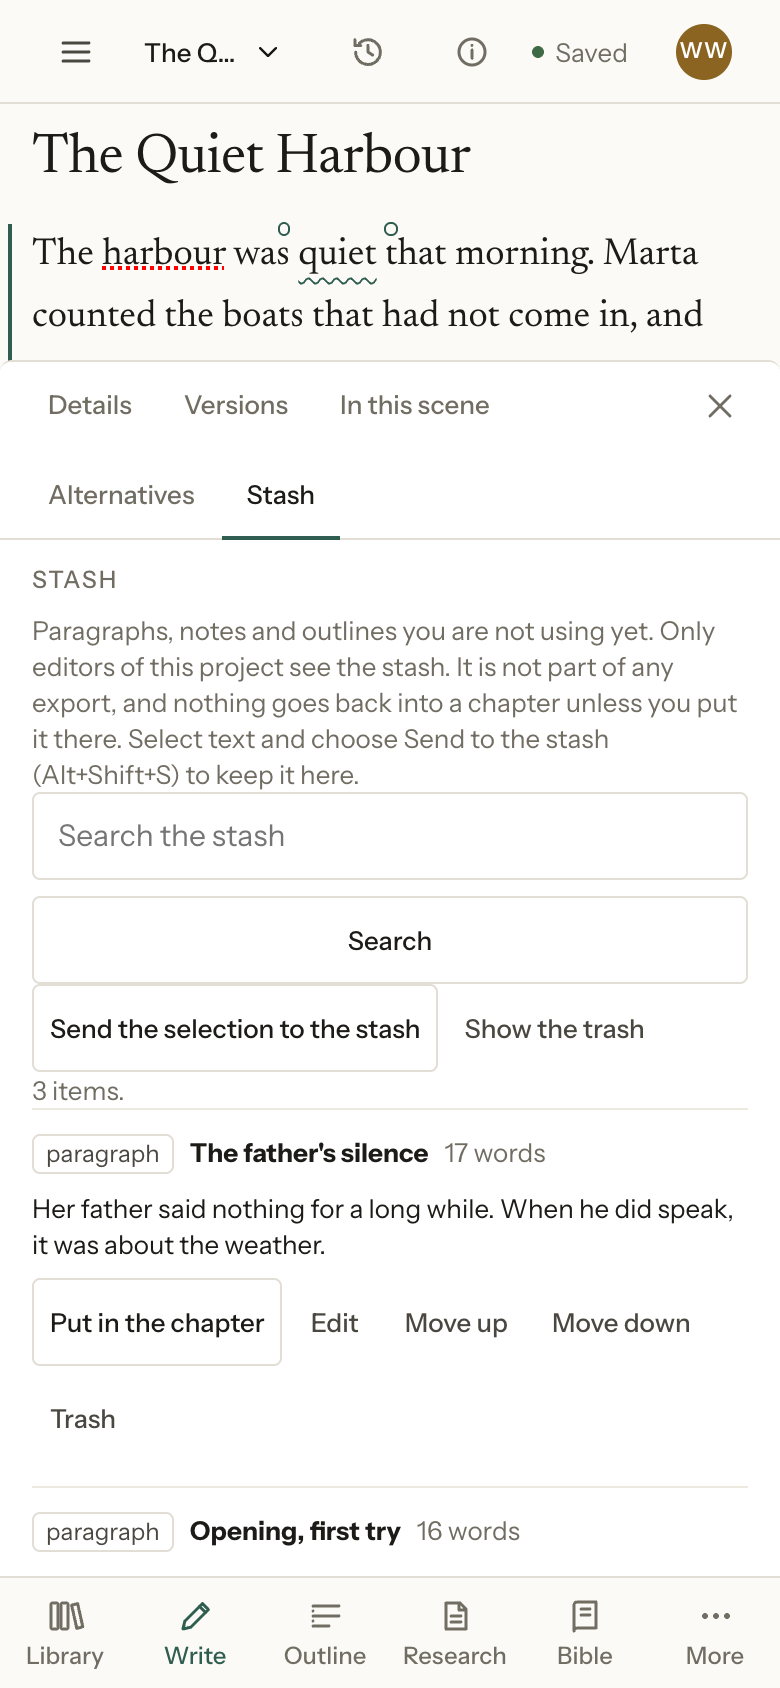 The Q...
Saved
WW
The Quiet Harbour
The harbour was quiet that morning. Marta
counted the boats that had not come in, and
Details
Versions
In this scene
Alternatives
Stash
STASH
Paragraphs, notes and outlines you are not using yet. Only
editors of this project see the stash. It is not part of any
export, and nothing goes back into a chapter unless you put
it there. Select text and choose Send to the stash
(Alt+Shift+S) to keep it here.
Search the stash
Search
Send the selection to the stash
Show the trash
3 items.
paragraph The father's silence 17 words
Her father said nothing for a long while. When he did speak,
it was about the weather.
Put in the chapter
Edit
Move up
Move down
Trash
paragraph Opening, first try 16 words
Library
Write
Outline
Research
Bible
More